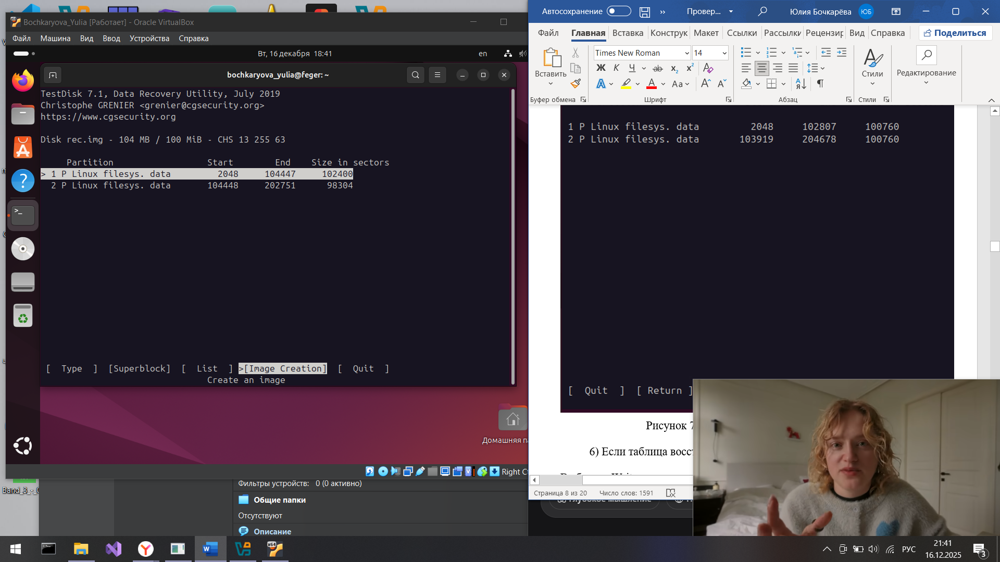 Bochkaryova_Yulia [Работает] - Oracle VirtualBox
Файл Машина Вид Ввод Устройства Справка
Вт, 16 декабря 18:41
en
bochkaryova_yulia@feger: ~
TestDisk 7.1, Data Recovery Utility, July 2019
Christophe GRENIER <grenier@cgsecurity.org>
https://www.cgsecurity.org
Disk rec.img - 104 MB / 100 MiB - CHS 13 255 63
Partition Start End Size in sectors
> 1 P Linux filesys. data 2048 104447 102400
2 P Linux filesys. data 104448 202751 98304
[ Type ] [Superblock] [ List ] >[Image Creation] [ Quit ]
Create an image
Домашняя п
Right C
Band_3_-_
Фильтры устройств: 0 (0 активно)
Общие папки
Отсутствуют
Описание
Автосохранение
Провер...
Юлия Бочкарёва ЮБ
Файл Главная Вставка Конструк Макет Ссылки Рассылки Рецензир Вид Справка
Поделиться
Вставить
Буфер обмена
Times New Roman 14
Ж К Ч ab x₂ x²
А А Aa A A
Шрифт
Абзац
Стили
Стили
Редактирование
1 P Linux filesys. data 2048 102807 100760
2 P Linux filesys. data 103919 204678 100760
[ Quit ] [ Return ]
Рисунок 7
6) Если таблица восст
Страница 8 из 20 Число слов: 1591
Глубокое мышление
x64
РУС
21:41
16.12.2025
3